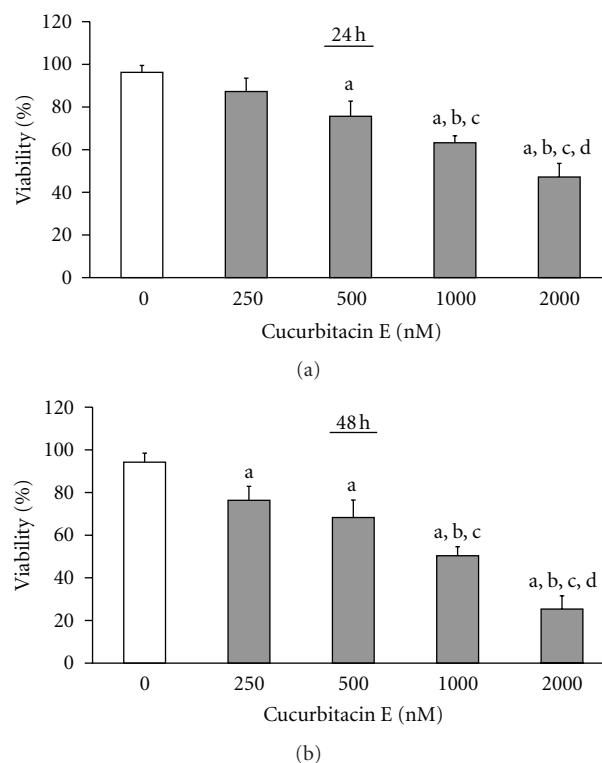 120
24 h
100
a
80
a, b, c
60
a, b, c, d
40
20
0
Viability (%)
0 250 500 1000 2000
Cucurbitacin E (nM)
(a)
120
48 h
100
a a
80
a, b, c
60
a, b, c, d
40
20
0
Viability (%)
0 250 500 1000 2000
Cucurbitacin E (nM)
(b)